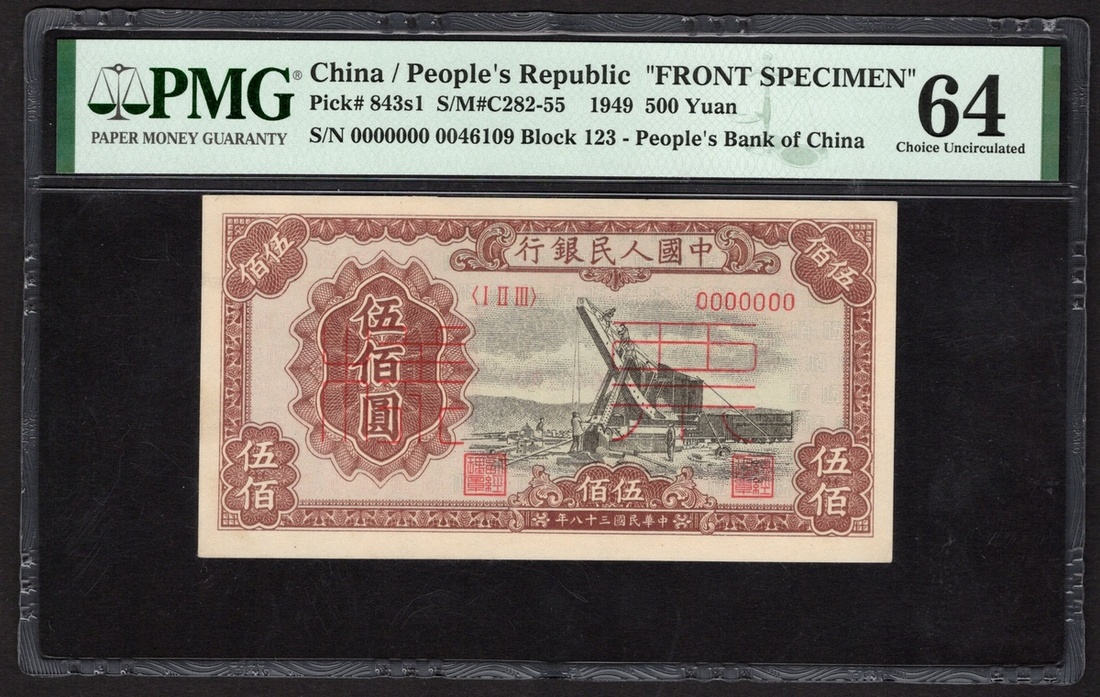 PMG®
PAPER MONEY GUARANTY
China / People's Republic "FRONT SPECIMEN"
Pick# 843s1 S/M#C282-55 1949 500 Yuan
S/N 0000000 0046109 Block 123 - People's Bank of China
64
Choice Uncirculated
中國人民銀行
伍佰
伍佰
〈I II III〉
0000000
伍佰圓
伍佰
伍佰
伍佰
中華民國三十八年